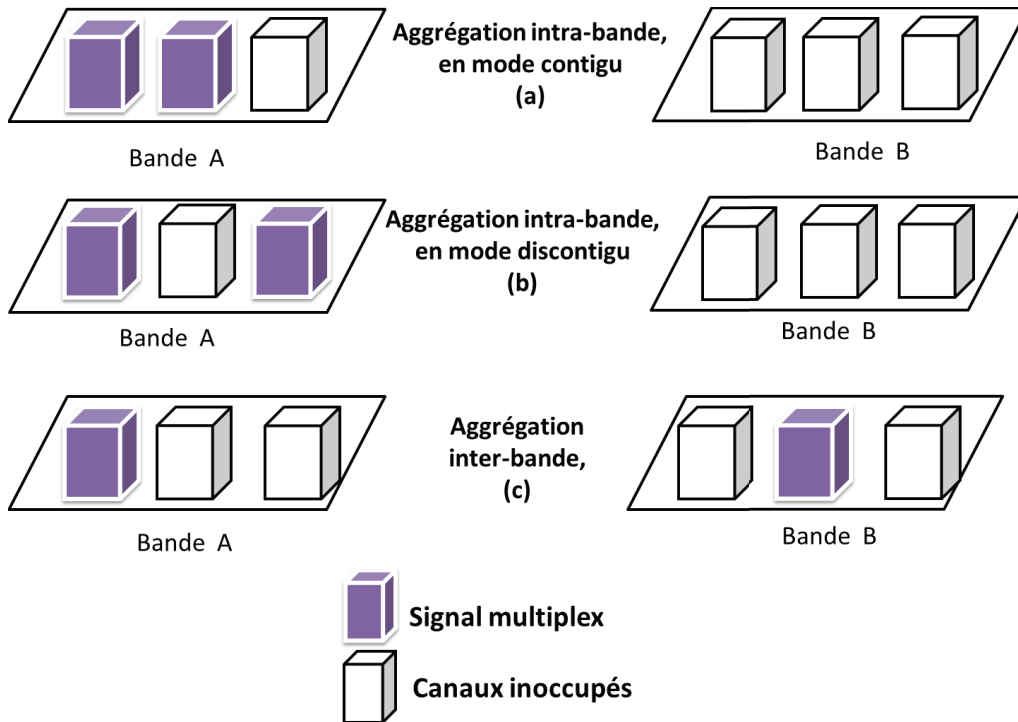 Aggrégation intra-bande,
en mode contigu
(a)
Bande A
Bande B
Aggrégation intra-bande,
en mode discontigu
(b)
Bande A
Bande B
Aggrégation
inter-bande,
(c)
Bande A
Bande B
Signal multiplex
Canaux inoccupés